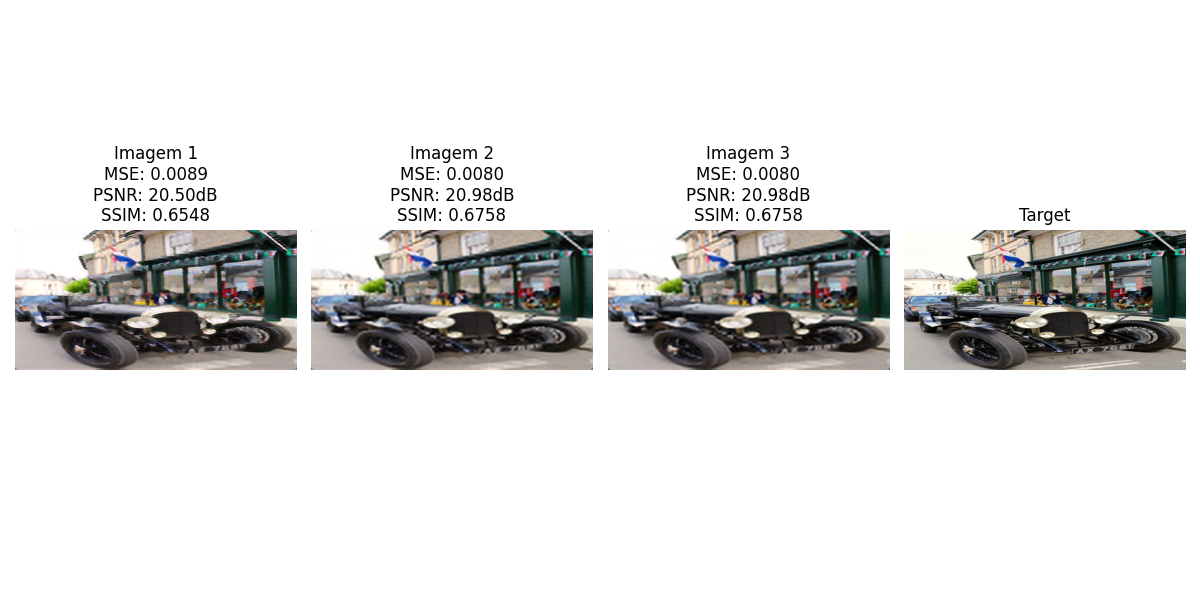 Imagem 1
MSE: 0.0089
PSNR: 20.50dB
SSIM: 0.6548
Imagem 2
MSE: 0.0080
PSNR: 20.98dB
SSIM: 0.6758
Imagem 3
MSE: 0.0080
PSNR: 20.98dB
SSIM: 0.6758
Target